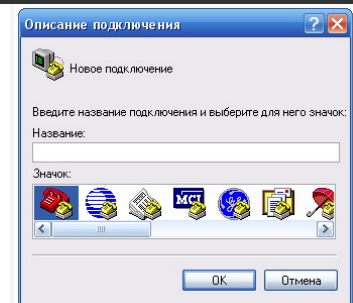 Описание подключения
Новое подключение
Введите название подключения и выберите для него значок:
Название:
Значок:
MCI
OK
Отмена